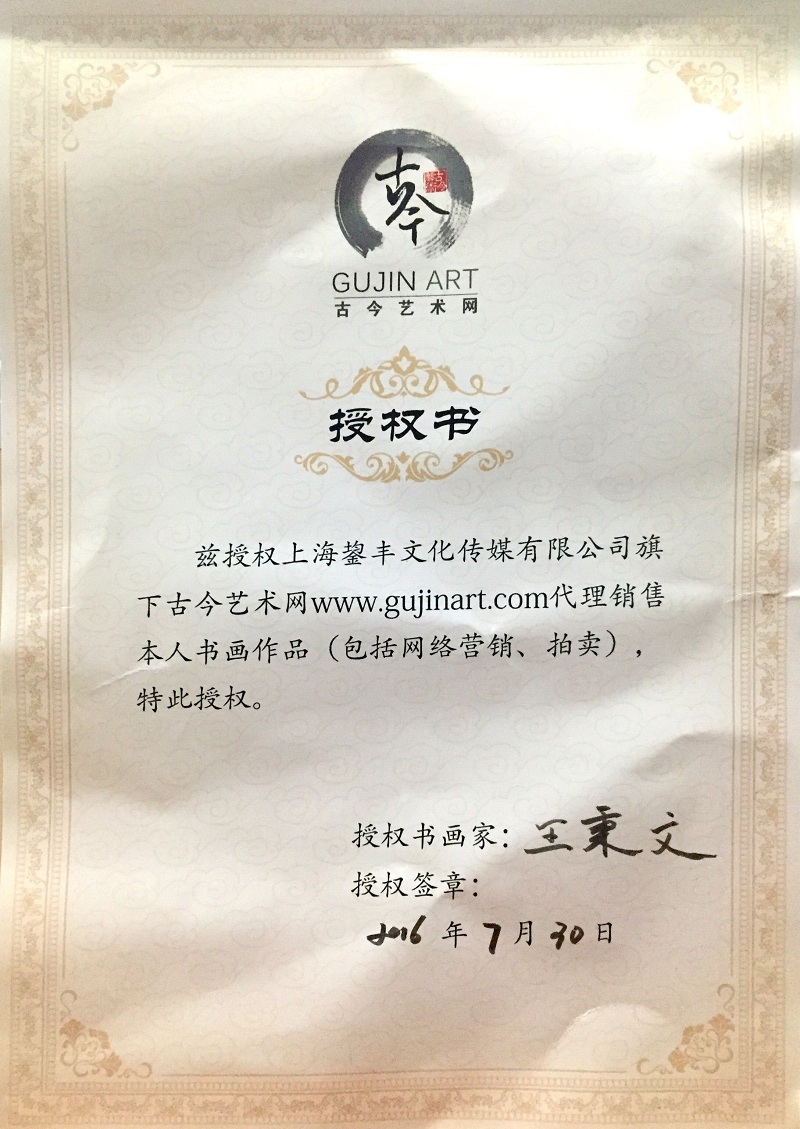 古今
GUJIN ART
古今艺术网
授权书
兹授权上海鋆丰文化传媒有限公司旗
下古今艺术网www.gujinart.com代理销售
本人书画作品（包括网络营销、拍卖），
特此授权。
授权书画家：王秉文
授权签章：
2016年7月30日